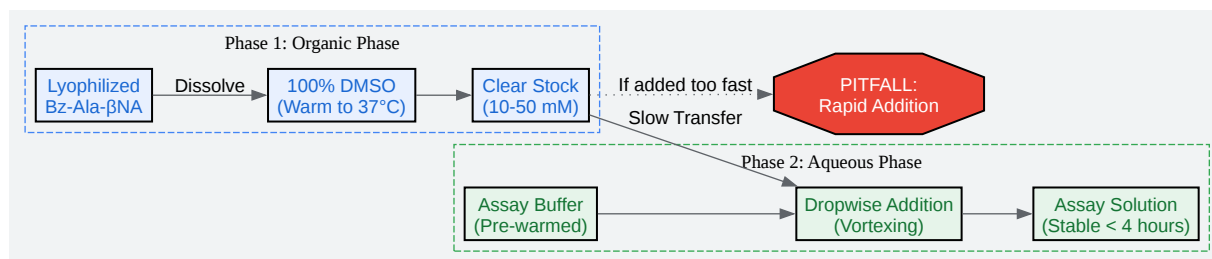 Phase 1: Organic Phase
Lyophilized
Bz-Ala-βNA
Dissolve
100% DMSO
(Warm to 37°C)
Clear Stock
(10-50 mM)
If added too fast
PITFALL:
Rapid Addition
Slow Transfer
Phase 2: Aqueous Phase
Assay Buffer
(Pre-warmed)
Dropwise Addition
(Vortexing)
Assay Solution
(Stable < 4 hours)